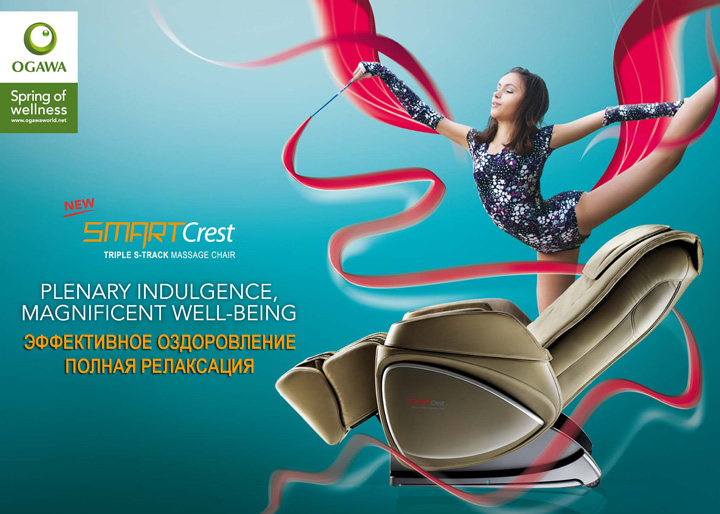 OGAWA
Spring of
wellness
www.ogawaworld.net
NEW
SMARTCrest
TRIPLE S-TRACK MASSAGE CHAIR
PLENARY INDULGENCE,
MAGNIFICENT WELL-BEING
ЭФФЕКТИВНОЕ ОЗДОРОВЛЕНИЕ
ПОЛНАЯ РЕЛАКСАЦИЯ
SMARTCrest